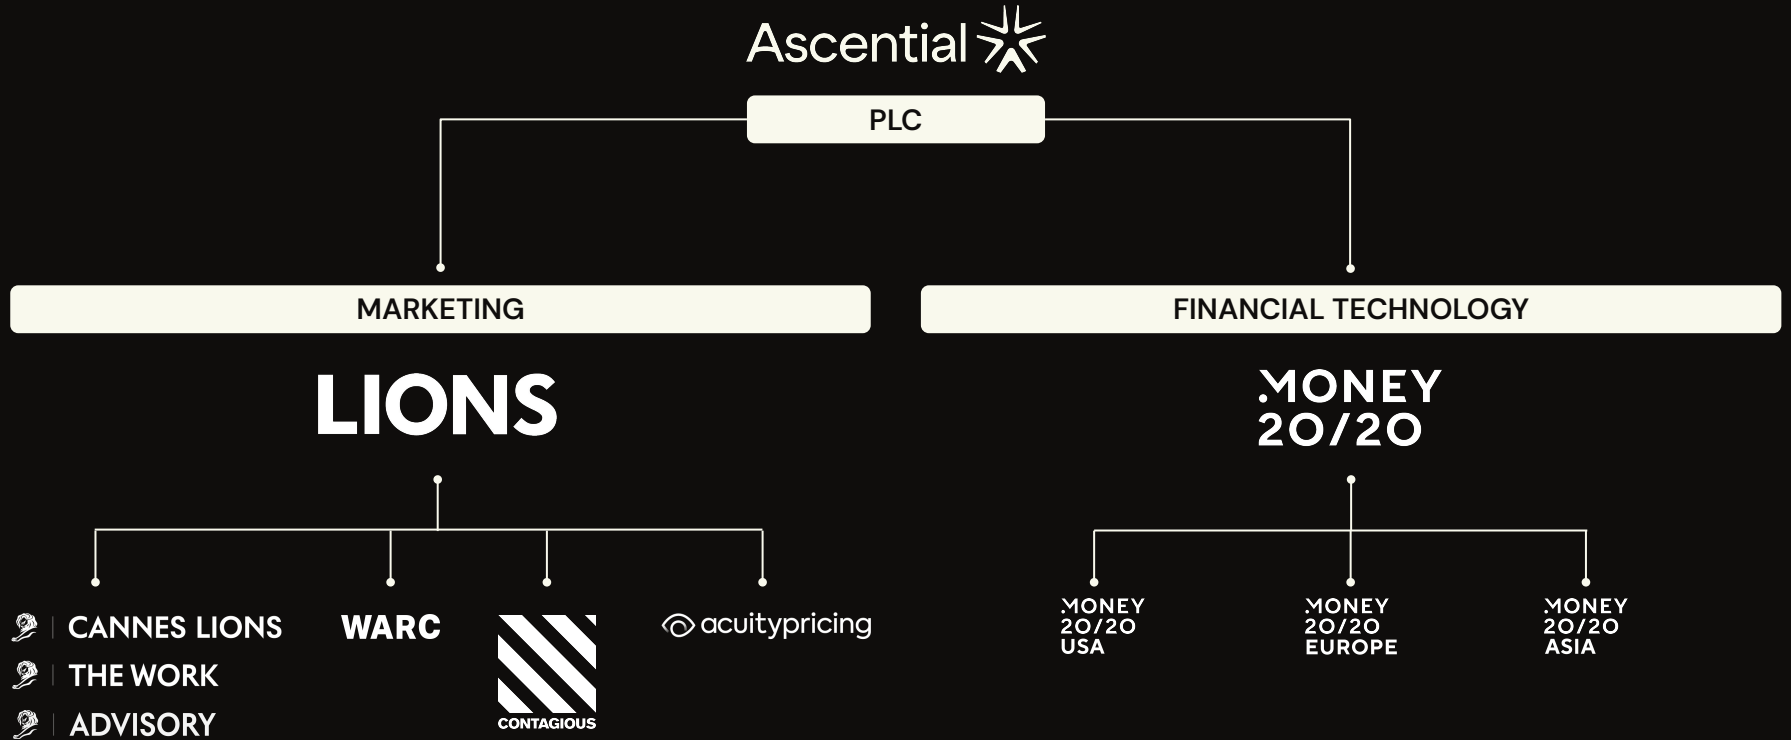 Ascential
PLC
MARKETING
FINANCIAL TECHNOLOGY
LIONS
MONEY
20/20
CANNES LIONS
THE WORK
ADVISORY
WARC
CONTAGIOUS
acuitypricing
MONEY
20/20
USA
MONEY
20/20
EUROPE
MONEY
20/20
ASIA